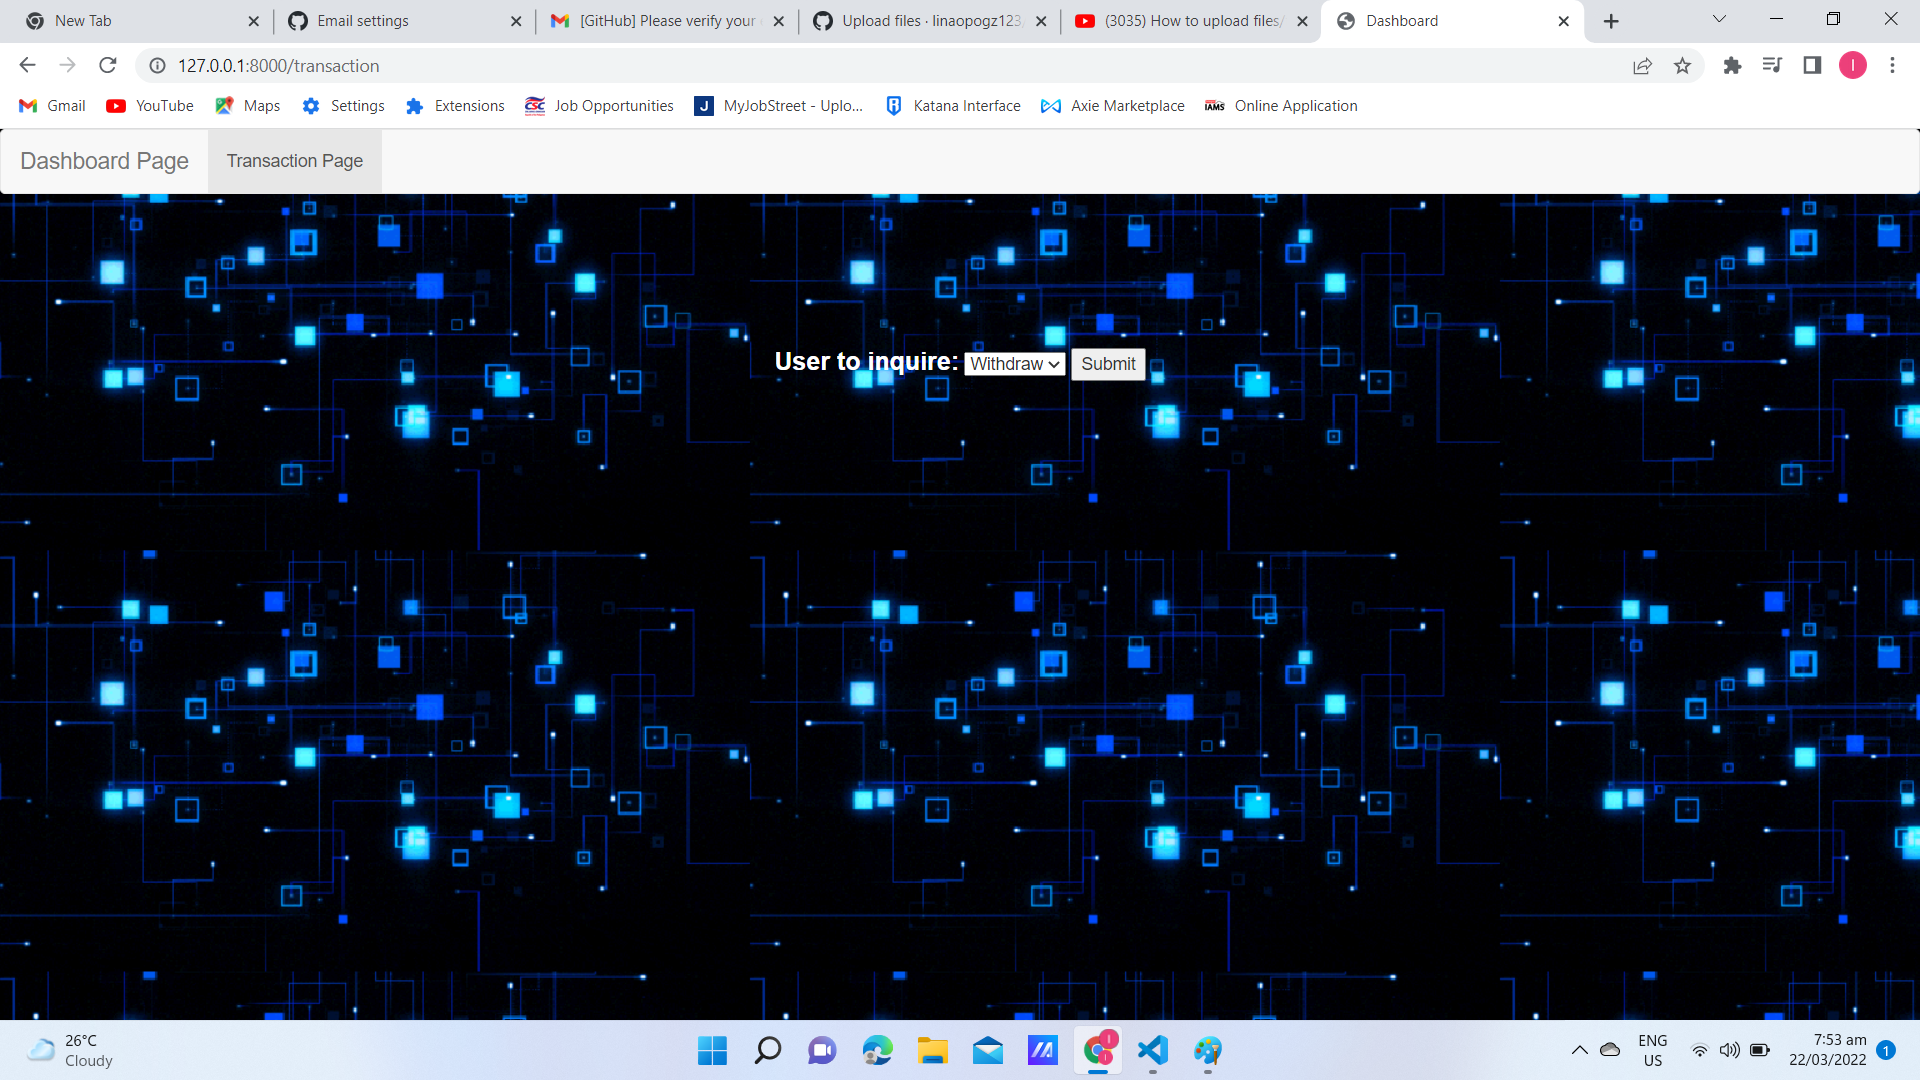 New Tab
Email settings
[GitHub] Please verify your
Upload files · linaopogz123
(3035) How to upload files/
Dashboard
127.0.0.1:8000/transaction
I
Gmail
YouTube
Maps
Settings
Extensions
CSC
Job Opportunities
J
MyJobStreet - Uplo...
Katana Interface
Axie Marketplace
IAMS
Online Application
Dashboard Page
Transaction Page
User to inquire:
Withdraw
Submit
26°C
Cloudy
I
ENG
US
7:53 am
22/03/2022
1